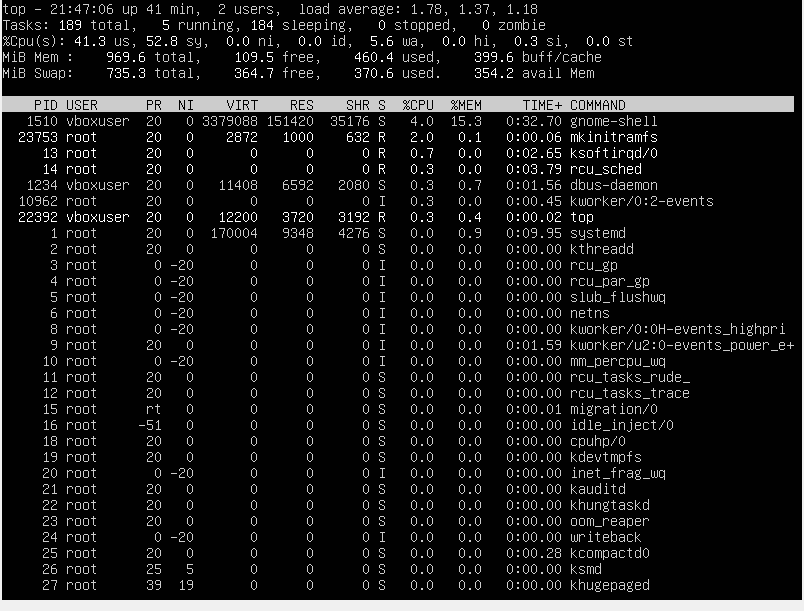 top - 21:47:06 up 41 min,  2 users,  load average: 1.78, 1.37, 1.18
Tasks: 189 total,   5 running, 184 sleeping,   0 stopped,   0 zombie
%Cpu(s): 41.3 us, 52.8 sy,  0.0 ni,  0.0 id,  5.6 wa,  0.0 hi,  0.3 si,  0.0 st
MiB Mem :    969.6 total,    109.5 free,    460.4 used,    399.6 buff/cache
MiB Swap:    735.3 total,    364.7 free,    370.6 used.    354.2 avail Mem
PID USER      PR  NI    VIRT    RES    SHR S  %CPU  %MEM     TIME+ COMMAND
1510 vboxuser  20   0 3379088 151420  35176 S   4.0  15.3   0:32.70 gnome-shell
23753 root      20   0    2872   1000    632 R   2.0   0.1   0:00.06 mkinitramfs
13 root      20   0       0      0      0 R   0.7   0.0   0:02.65 ksoftirqd/0
14 root      20   0       0      0      0 R   0.3   0.0   0:03.79 rcu_sched
1234 vboxuser  20   0   11408   6592   2080 S   0.3   0.7   0:01.56 dbus-daemon
10962 root      20   0       0      0      0 I   0.3   0.0   0:00.45 kworker/0:2-events
22392 vboxuser  20   0   12200   3720   3192 R   0.3   0.4   0:00.02 top
1 root      20   0  170004   9348   4276 S   0.0   0.9   0:09.95 systemd
2 root      20   0       0      0      0 S   0.0   0.0   0:00.00 kthreadd
3 root       0 -20       0      0      0 I   0.0   0.0   0:00.00 rcu_gp
4 root       0 -20       0      0      0 I   0.0   0.0   0:00.00 rcu_par_gp
5 root       0 -20       0      0      0 I   0.0   0.0   0:00.00 slub_flushwq
6 root       0 -20       0      0      0 I   0.0   0.0   0:00.00 netns
8 root       0 -20       0      0      0 I   0.0   0.0   0:00.00 kworker/0:0H-events_highpri
9 root      20   0       0      0      0 I   0.0   0.0   0:01.59 kworker/u2:0-events_power_e+
10 root       0 -20       0      0      0 I   0.0   0.0   0:00.00 mm_percpu_wq
11 root      20   0       0      0      0 S   0.0   0.0   0:00.00 rcu_tasks_rude_
12 root      20   0       0      0      0 S   0.0   0.0   0:00.00 rcu_tasks_trace
15 root      rt   0       0      0      0 S   0.0   0.0   0:00.01 migration/0
16 root     -51   0       0      0      0 S   0.0   0.0   0:00.00 idle_inject/0
18 root      20   0       0      0      0 S   0.0   0.0   0:00.00 cpuhp/0
19 root      20   0       0      0      0 S   0.0   0.0   0:00.00 kdevtmpfs
20 root       0 -20       0      0      0 I   0.0   0.0   0:00.00 inet_frag_wq
21 root      20   0       0      0      0 S   0.0   0.0   0:00.00 kauditd
22 root      20   0       0      0      0 S   0.0   0.0   0:00.00 khungtaskd
23 root      20   0       0      0      0 S   0.0   0.0   0:00.00 oom_reaper
24 root       0 -20       0      0      0 I   0.0   0.0   0:00.00 writeback
25 root      20   0       0      0      0 S   0.0   0.0   0:00.28 kcompactd0
26 root      25   5       0      0      0 S   0.0   0.0   0:00.00 ksmd
27 root      39  19       0      0      0 S   0.0   0.0   0:00.00 khugepaged